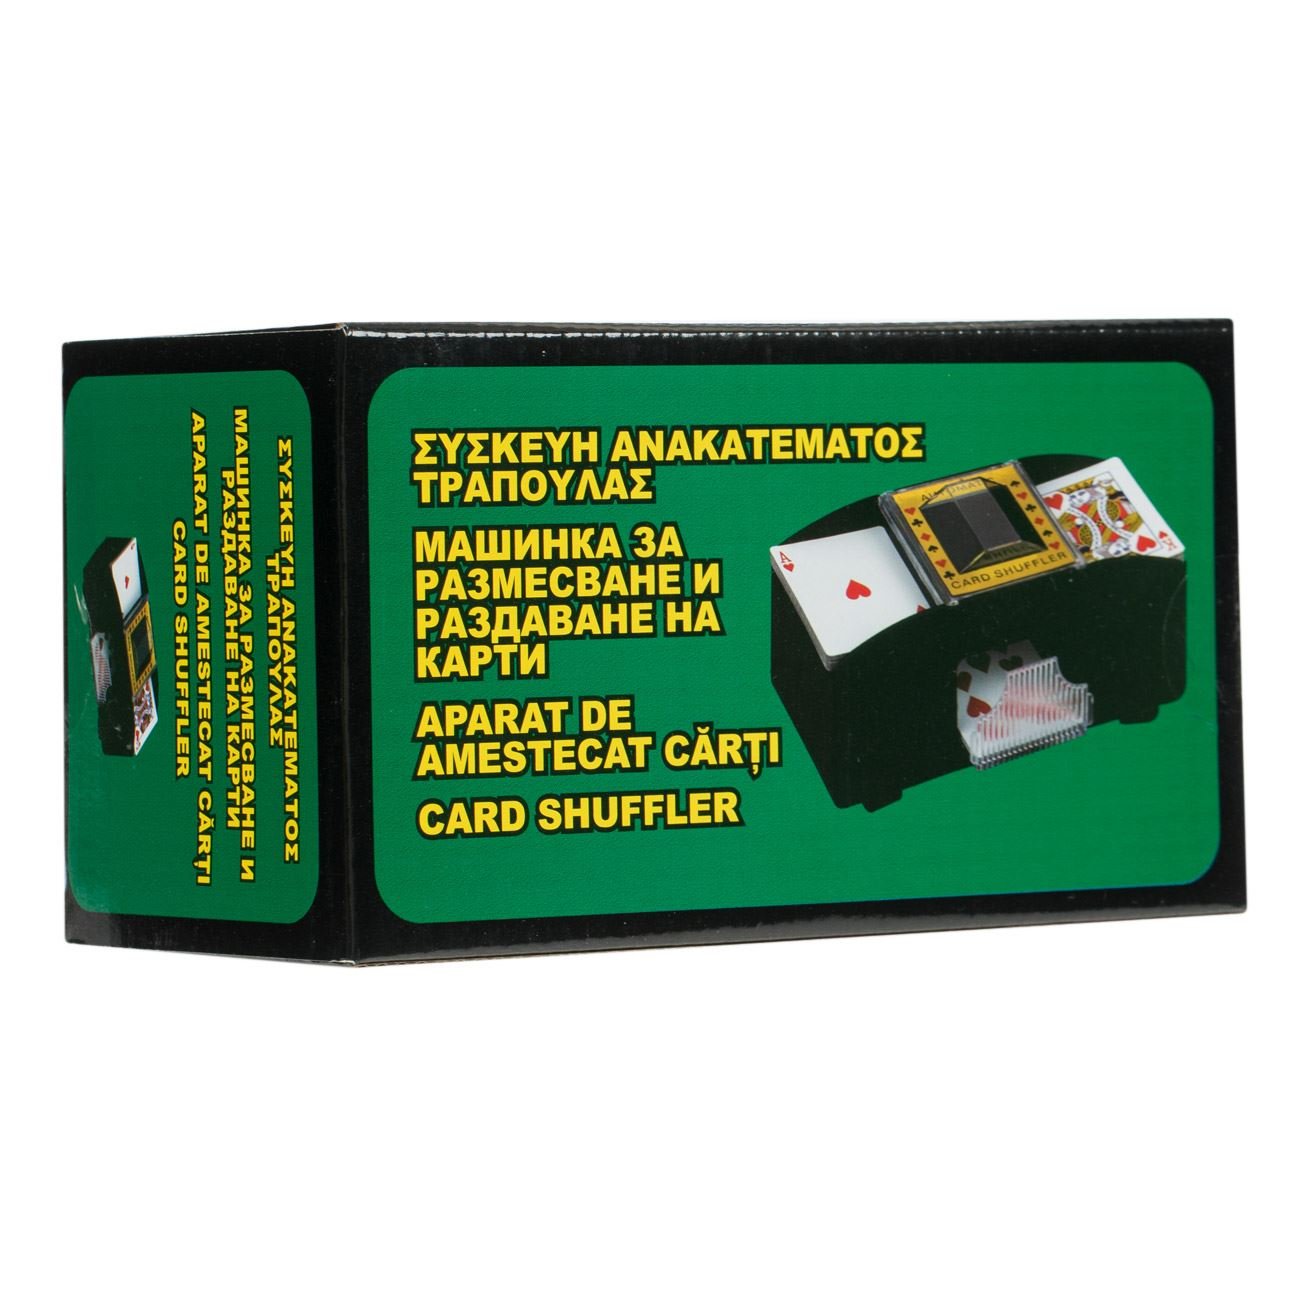 ΣΥΣΚΕΥΗ ΑΝΑΚΑΤΕΜΑΤΟΣ
ΤΡΑΠΟΥΛΑΣ
МАШИНКА ЗА
РАЗМЕСВАНЕ И
РАЗДАВАНЕ НА
КАРТИ
APARAT DE
AMESTECAT CĂRȚI
CARD SHUFFLER
A
K
CARD SHUFFLER
ΣΥΣΚΕΥΗ ΑΝΑΚΑΤΕΜΑΤΟΣ
ΤΡΑΠΟΥΛΑΣ
МАШИНКА ЗА РАЗМЕСВАНЕ И
РАЗДАВАНЕ НА КАРТИ
APARAT DE AMESTECAT CĂRȚI
CARD SHUFFLER